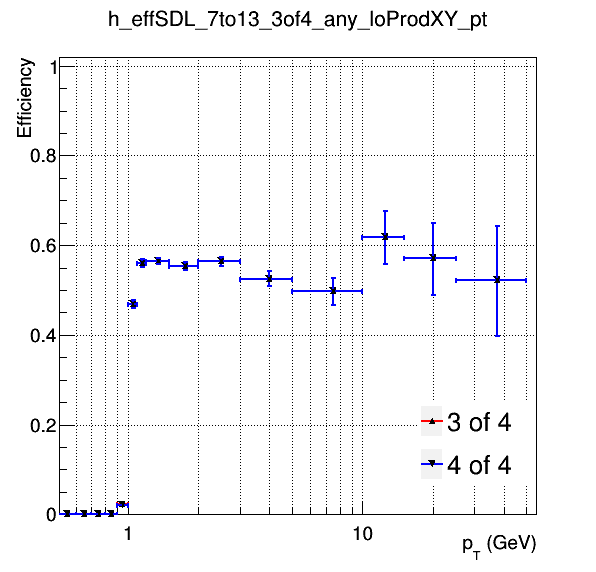 h_effSDL_7to13_3of4_any_loProdXY_pt
Efficiency
1
0.8
0.6
0.4
0.2
0
3 of 4
4 of 4
1
10
p_T (GeV)